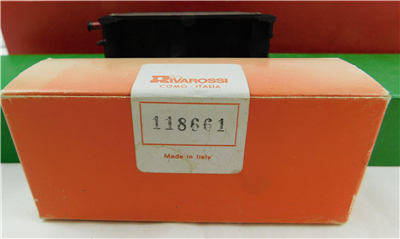 RIVAROSSI
COMO - ITALIA
118661
Made in Italy